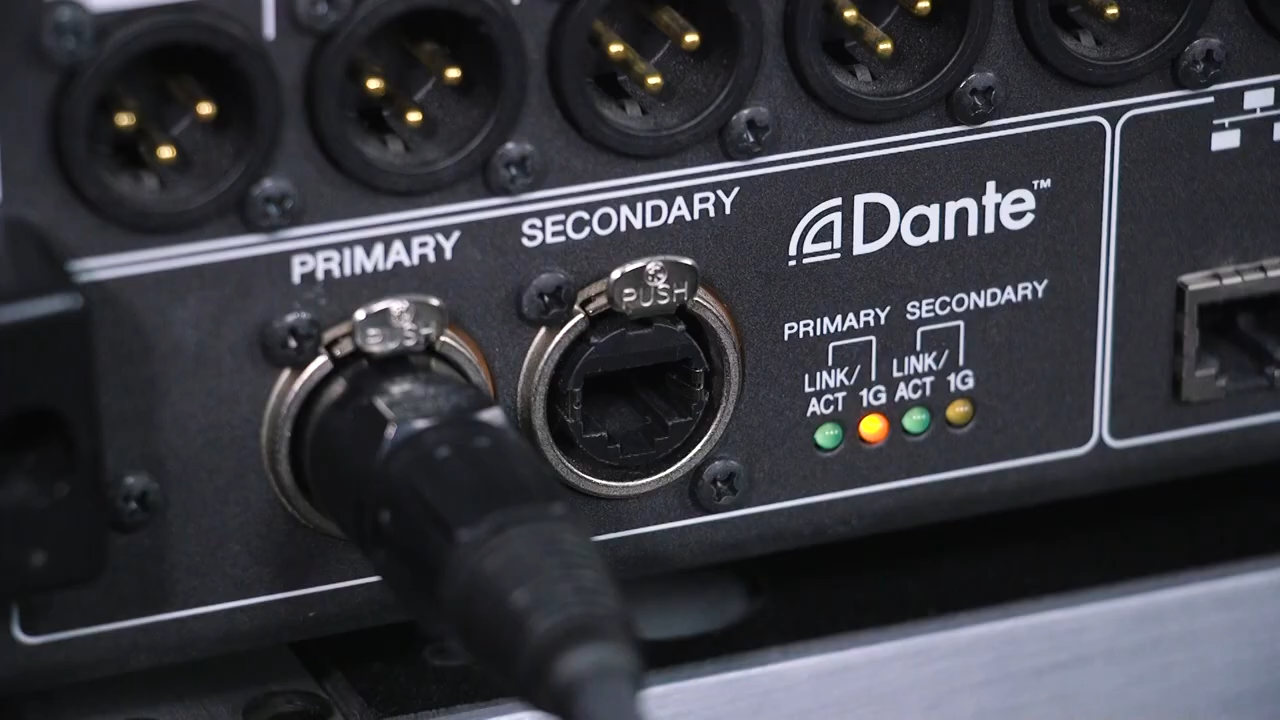 PRIMARY
SECONDARY
Dante™
PUSH
PUSH
PRIMARY SECONDARY
LINK/ LINK/
ACT 1G ACT 1G